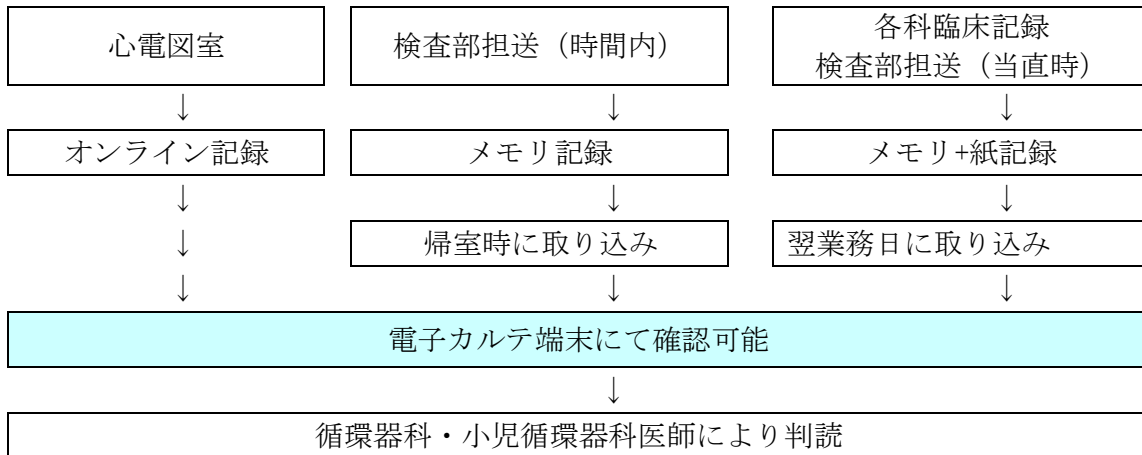 心電図室
検査部担送（時間内）
各科臨床記録
検査部担送（当直時）
↓ ↓ ↓
オンライン記録
メモリ記録
メモリ+紙記録
↓ ↓ ↓
↓
帰室時に取り込み
翌業務日に取り込み
↓ ↓ ↓
電子カルテ端末にて確認可能
↓
循環器科・小児循環器科医師により判読